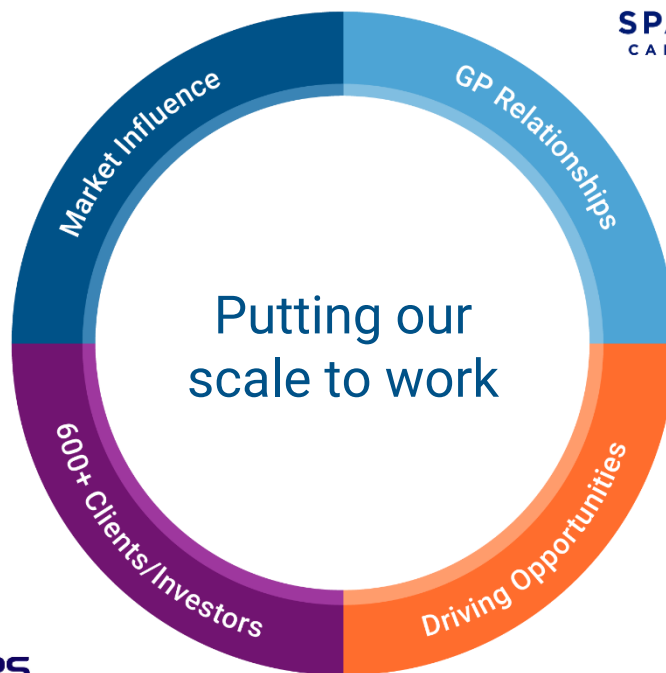 Market Influence
GP Relationships
Putting our
scale to work
600+ Clients/Investors
Driving Opportunities